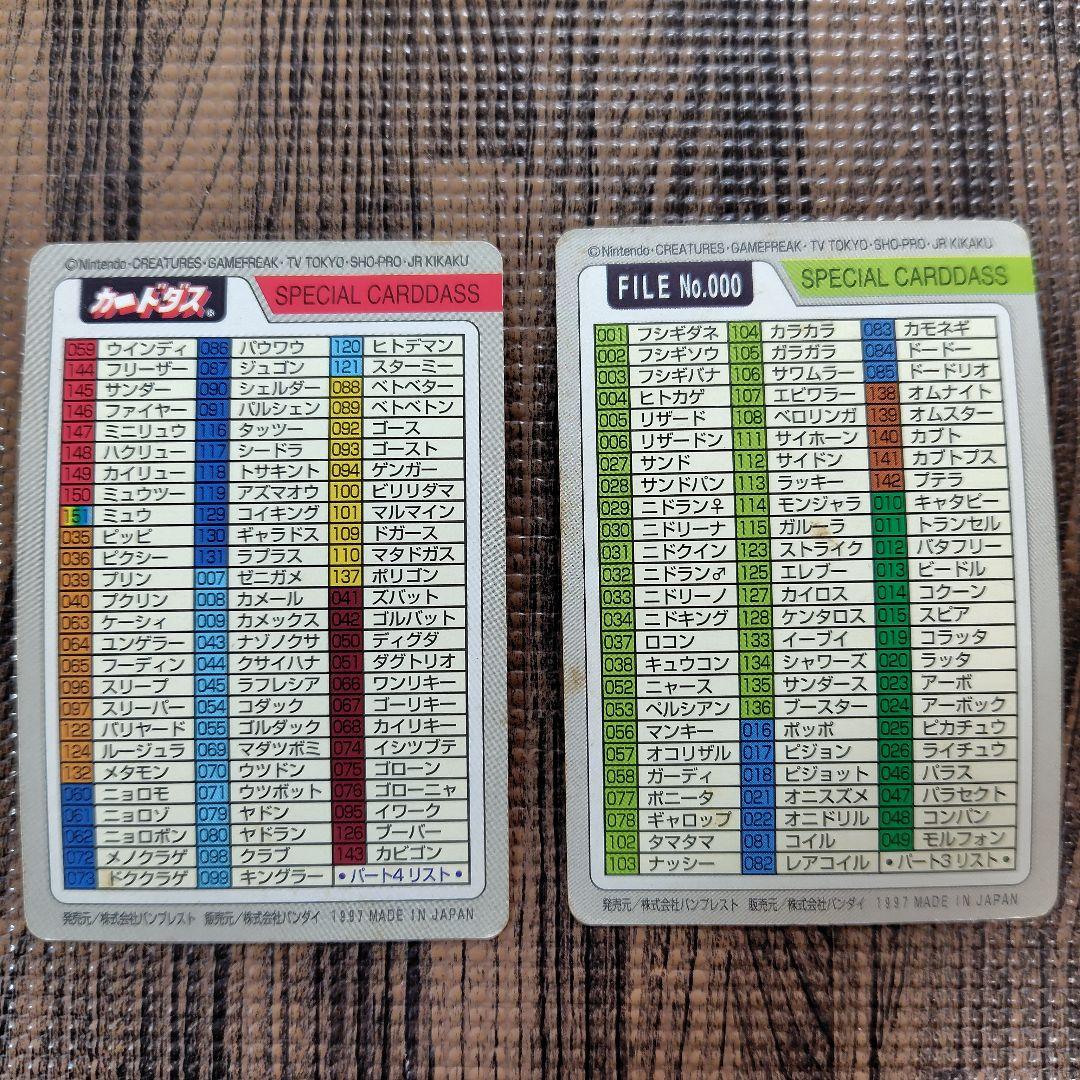 ©Nintendo・CREATURES・GAMEFREAK・TV TOKYO・SHO-PRO・JR KIKAKU
カードダス® SPECIAL CARDDASS
059 ウインディ 086 パウワウ 120 ヒトデマン
144 フリーザー 087 ジュゴン 121 スターミー
145 サンダー 090 シェルダー 088 ベトベター
146 ファイヤー 091 パルシェン 089 ベトベトン
147 ミニリュウ 116 タッツー 092 ゴース
148 ハクリュー 117 シードラ 093 ゴースト
149 カイリュー 118 トサキント 094 ゲンガー
150 ミュウツー 119 アズマオウ 100 ビリリダマ
151 ミュウ 129 コイキング 101 マルマイン
035 ピッピ 130 ギャラドス 109 ドガース
036 ピクシー 131 ラプラス 110 マタドガス
039 プリン 007 ゼニガメ 137 ポリゴン
040 プクリン 008 カメール 041 ズバット
063 ケーシィ 009 カメックス 042 ゴルバット
064 ユンゲラー 043 ナゾノクサ 050 ディグダ
065 フーディン 044 クサイハナ 051 ダグトリオ
096 スリープ 045 ラフレシア 066 ワンリキー
097 スリーパー 054 コダック 067 ゴーリキー
122 バリヤード 055 ゴルダック 068 カイリキー
124 ルージュラ 069 マダツボミ 074 イシツブテ
132 メタモン 070 ウツドン 075 ゴローン
060 ニョロモ 071 ウツボット 076 ゴローニャ
061 ニョロゾ 079 ヤドン 095 イワーク
062 ニョロボン 080 ヤドラン 126 ブーバー
072 メノクラゲ 098 クラブ 143 カビゴン
073 ドククラゲ 099 キングラー •パート4リスト•
発売元/株式会社バンプレスト 販売元/株式会社バンダイ 1997 MADE IN JAPAN
©Nintendo・CREATURES・GAMEFREAK・TV TOKYO・SHO-PRO・JR KIKAKU
FILE No.000 SPECIAL CARDDASS
001 フシギダネ 104 カラカラ 083 カモネギ
002 フシギソウ 105 ガラガラ 084 ドードー
003 フシギバナ 106 サワムラー 085 ドードリオ
004 ヒトカゲ 107 エビワラー 138 オムナイト
005 リザード 108 ベロリンガ 139 オムスター
006 リザードン 111 サイホーン 140 カブト
027 サンド 112 サイドン 141 カブトプス
028 サンドパン 113 ラッキー 142 プテラ
029 ニドラン♀ 114 モンジャラ 010 キャタピー
030 ニドリーナ 115 ガルーラ 011 トランセル
031 ニドクイン 123 ストライク 012 バタフリー
032 ニドラン♂ 125 エレブー 013 ビードル
033 ニドリーノ 127 カイロス 014 コクーン
034 ニドキング 128 ケンタロス 015 スピア
037 ロコン 133 イーブイ 019 コラッタ
038 キュウコン 134 シャワーズ 020 ラッタ
052 ニャース 135 サンダース 023 アーボ
053 ペルシアン 136 ブースター 024 アーボック
056 マンキー 016 ポッポ 025 ピカチュウ
057 オコリザル 017 ピジョン 026 ライチュウ
058 ガーディ 018 ピジョット 046 パラス
077 ポニータ 021 オニスズメ 047 パラセクト
078 ギャロップ 022 オニドリル 048 コンパン
102 タマタマ 081 コイル 049 モルフォン
103 ナッシー 082 レアコイル •パート3リスト•
発売元/株式会社バンプレスト 販売元/株式会社バンダイ 1997 MADE IN JAPAN